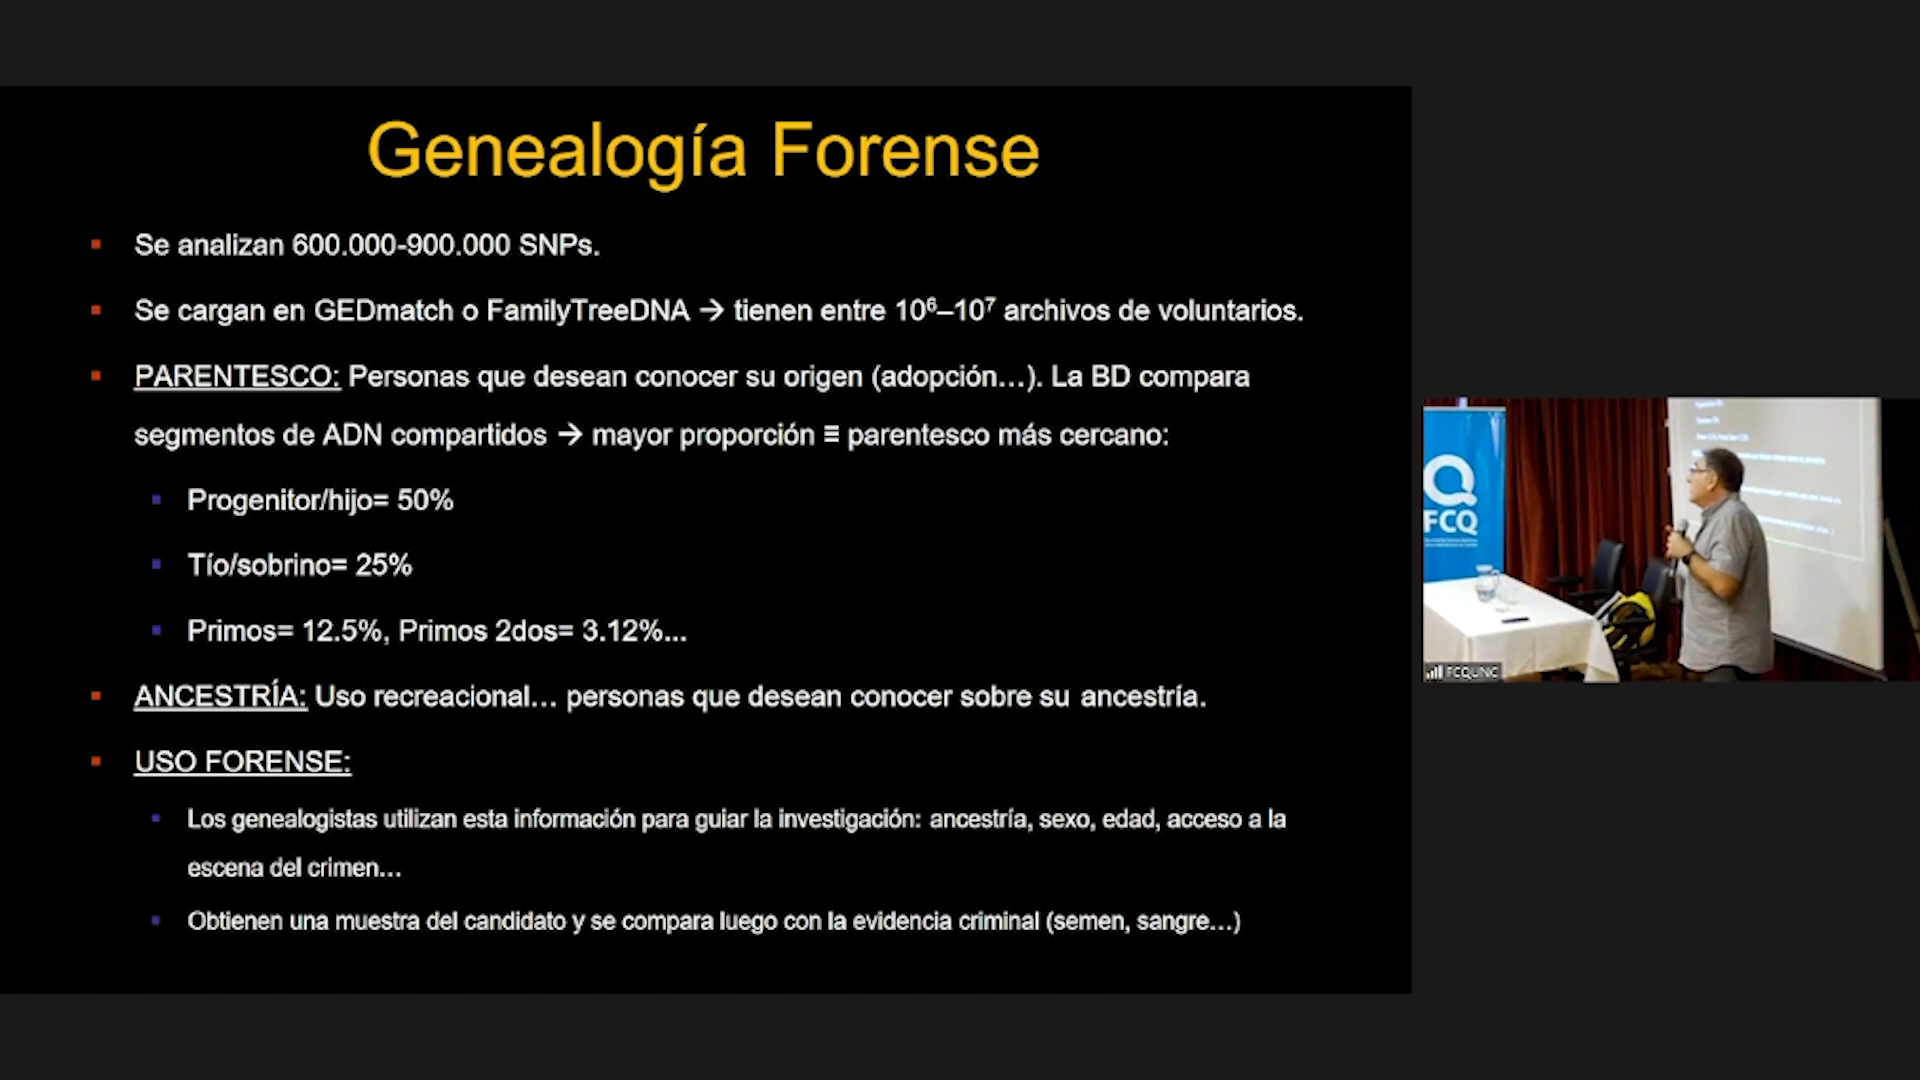 Genealogía Forense
Se analizan 600.000-900.000 SNPs.
Se cargan en GEDmatch o FamilyTreeDNA → tienen entre 10⁶–10⁷ archivos de voluntarios.
PARENTESCO: Personas que desean conocer su origen (adopción...). La BD compara
segmentos de ADN compartidos → mayor proporción ≡ parentesco más cercano:
Progenitor/hijo= 50%
Tío/sobrino= 25%
Primos= 12.5%, Primos 2dos= 3.12%...
ANCESTRÍA: Uso recreacional... personas que desean conocer sobre su ancestría.
USO FORENSE:
Los genealogistas utilizan esta información para guiar la investigación: ancestría, sexo, edad, acceso a la
escena del crimen...
Obtienen una muestra del candidato y se compara luego con la evidencia criminal (semen, sangre...)
FCQ
FCQUNC